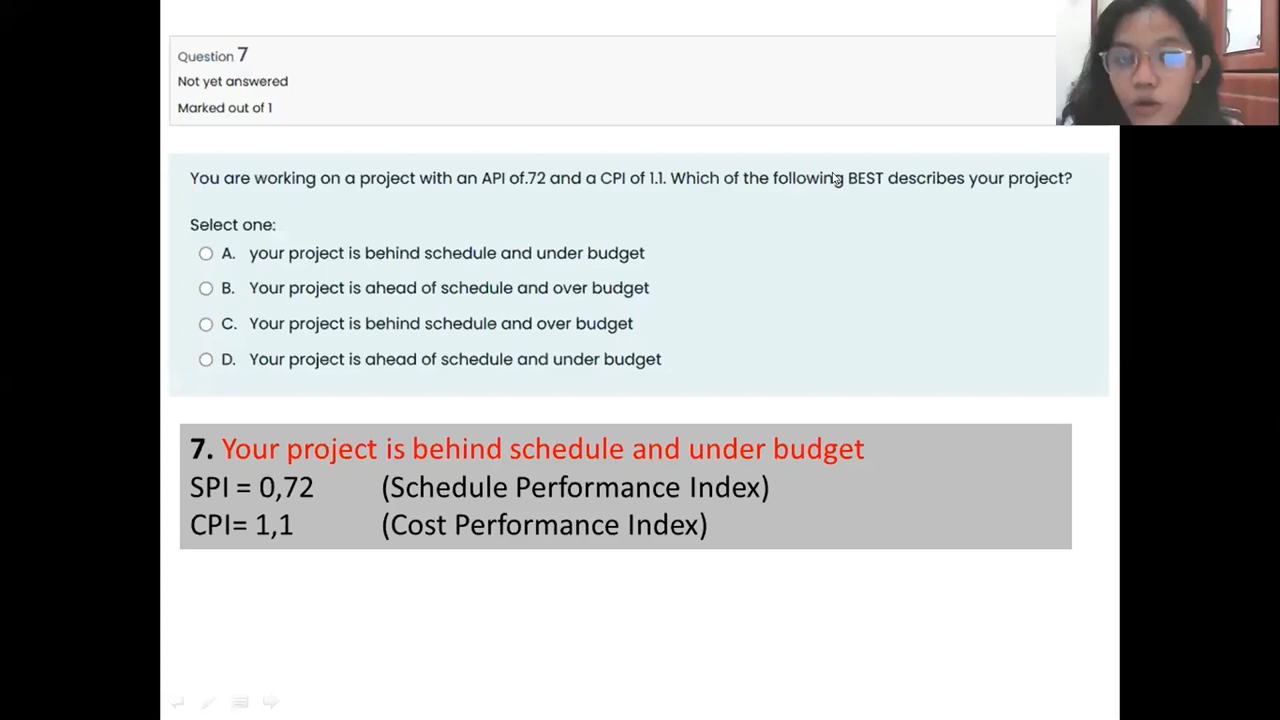 Question 7
Not yet answered
Marked out of 1
You are working on a project with an API of.72 and a CPI of 1.1. Which of the following BEST describes your project?
Select one:
A. your project is behind schedule and under budget
B. Your project is ahead of schedule and over budget
C. Your project is behind schedule and over budget
D. Your project is ahead of schedule and under budget
7. Your project is behind schedule and under budget
SPI = 0,72 (Schedule Performance Index)
CPI= 1,1 (Cost Performance Index)